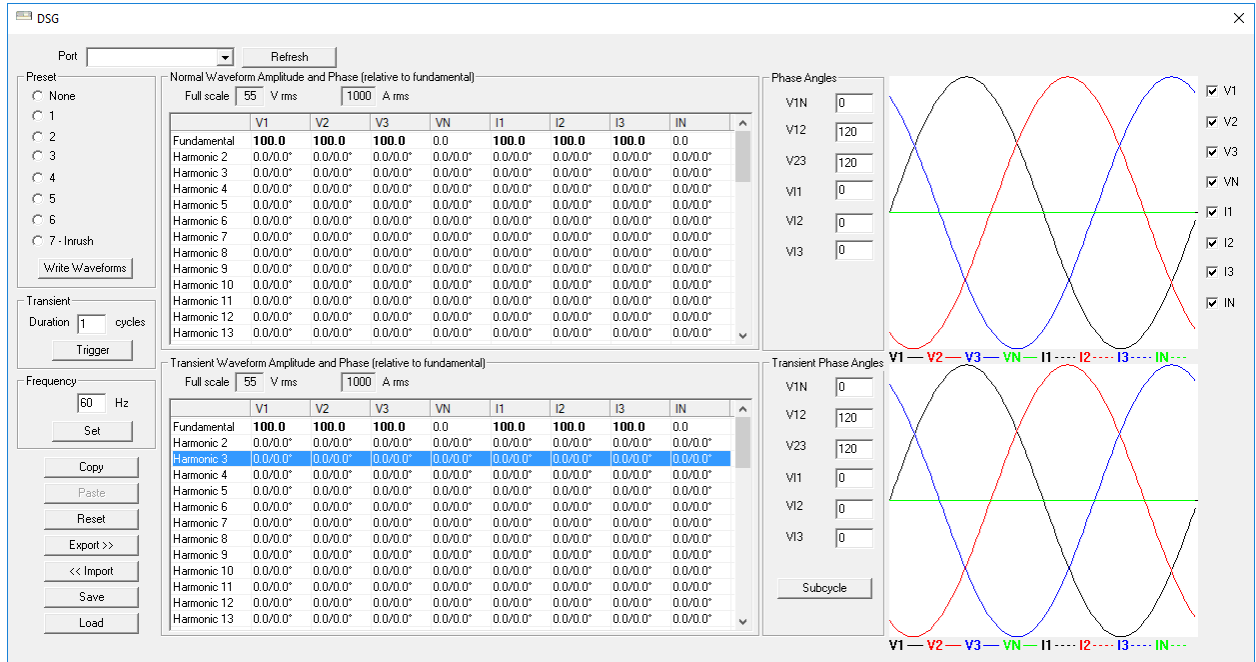 DSG
Port Refresh
Preset
None
1
2
3
4
5
6
7 - Inrush
Write Waveforms
Transient
Duration 1 cycles
Trigger
Frequency
60 Hz
Set
Copy
Paste
Reset
Export >>
<< Import
Save
Load
Normal Waveform Amplitude and Phase (relative to fundamental)
Full scale 55 V rms 1000 A rms
V1 V2 V3 VN I1 I2 I3 IN
Fundamental 100.0 100.0 100.0 0.0 100.0 100.0 100.0 0.0
Harmonic 2 0.0/0.0° 0.0/0.0° 0.0/0.0° 0.0/0.0° 0.0/0.0° 0.0/0.0° 0.0/0.0° 0.0/0.0°
Harmonic 3 0.0/0.0° 0.0/0.0° 0.0/0.0° 0.0/0.0° 0.0/0.0° 0.0/0.0° 0.0/0.0° 0.0/0.0°
Harmonic 4 0.0/0.0° 0.0/0.0° 0.0/0.0° 0.0/0.0° 0.0/0.0° 0.0/0.0° 0.0/0.0° 0.0/0.0°
Harmonic 5 0.0/0.0° 0.0/0.0° 0.0/0.0° 0.0/0.0° 0.0/0.0° 0.0/0.0° 0.0/0.0° 0.0/0.0°
Harmonic 6 0.0/0.0° 0.0/0.0° 0.0/0.0° 0.0/0.0° 0.0/0.0° 0.0/0.0° 0.0/0.0° 0.0/0.0°
Harmonic 7 0.0/0.0° 0.0/0.0° 0.0/0.0° 0.0/0.0° 0.0/0.0° 0.0/0.0° 0.0/0.0° 0.0/0.0°
Harmonic 8 0.0/0.0° 0.0/0.0° 0.0/0.0° 0.0/0.0° 0.0/0.0° 0.0/0.0° 0.0/0.0° 0.0/0.0°
Harmonic 9 0.0/0.0° 0.0/0.0° 0.0/0.0° 0.0/0.0° 0.0/0.0° 0.0/0.0° 0.0/0.0° 0.0/0.0°
Harmonic 10 0.0/0.0° 0.0/0.0° 0.0/0.0° 0.0/0.0° 0.0/0.0° 0.0/0.0° 0.0/0.0° 0.0/0.0°
Harmonic 11 0.0/0.0° 0.0/0.0° 0.0/0.0° 0.0/0.0° 0.0/0.0° 0.0/0.0° 0.0/0.0° 0.0/0.0°
Harmonic 12 0.0/0.0° 0.0/0.0° 0.0/0.0° 0.0/0.0° 0.0/0.0° 0.0/0.0° 0.0/0.0° 0.0/0.0°
Harmonic 13 0.0/0.0° 0.0/0.0° 0.0/0.0° 0.0/0.0° 0.0/0.0° 0.0/0.0° 0.0/0.0° 0.0/0.0°
Phase Angles
V1N 0
V12 120
V23 120
VI1 0
VI2 0
VI3 0
V1 V2 V3 VN I1 I2 I3 IN
V1
V2
V3
VN
I1
I2
I3
IN
Transient Waveform Amplitude and Phase (relative to fundamental)
Full scale 55 V rms 1000 A rms
V1 V2 V3 VN I1 I2 I3 IN
Fundamental 100.0 100.0 100.0 0.0 100.0 100.0 100.0 0.0
Harmonic 2 0.0/0.0° 0.0/0.0° 0.0/0.0° 0.0/0.0° 0.0/0.0° 0.0/0.0° 0.0/0.0° 0.0/0.0°
Harmonic 3 0.0/0.0° 0.0/0.0° 0.0/0.0° 0.0/0.0° 0.0/0.0° 0.0/0.0° 0.0/0.0° 0.0/0.0°
Harmonic 4 0.0/0.0° 0.0/0.0° 0.0/0.0° 0.0/0.0° 0.0/0.0° 0.0/0.0° 0.0/0.0° 0.0/0.0°
Harmonic 5 0.0/0.0° 0.0/0.0° 0.0/0.0° 0.0/0.0° 0.0/0.0° 0.0/0.0° 0.0/0.0° 0.0/0.0°
Harmonic 6 0.0/0.0° 0.0/0.0° 0.0/0.0° 0.0/0.0° 0.0/0.0° 0.0/0.0° 0.0/0.0° 0.0/0.0°
Harmonic 7 0.0/0.0° 0.0/0.0° 0.0/0.0° 0.0/0.0° 0.0/0.0° 0.0/0.0° 0.0/0.0° 0.0/0.0°
Harmonic 8 0.0/0.0° 0.0/0.0° 0.0/0.0° 0.0/0.0° 0.0/0.0° 0.0/0.0° 0.0/0.0° 0.0/0.0°
Harmonic 9 0.0/0.0° 0.0/0.0° 0.0/0.0° 0.0/0.0° 0.0/0.0° 0.0/0.0° 0.0/0.0° 0.0/0.0°
Harmonic 10 0.0/0.0° 0.0/0.0° 0.0/0.0° 0.0/0.0° 0.0/0.0° 0.0/0.0° 0.0/0.0° 0.0/0.0°
Harmonic 11 0.0/0.0° 0.0/0.0° 0.0/0.0° 0.0/0.0° 0.0/0.0° 0.0/0.0° 0.0/0.0° 0.0/0.0°
Harmonic 12 0.0/0.0° 0.0/0.0° 0.0/0.0° 0.0/0.0° 0.0/0.0° 0.0/0.0° 0.0/0.0° 0.0/0.0°
Harmonic 13 0.0/0.0° 0.0/0.0° 0.0/0.0° 0.0/0.0° 0.0/0.0° 0.0/0.0° 0.0/0.0° 0.0/0.0°
Transient Phase Angles
V1N 0
V12 120
V23 120
VI1 0
VI2 0
VI3 0
Subcycle
V1 V2 V3 VN I1 I2 I3 IN